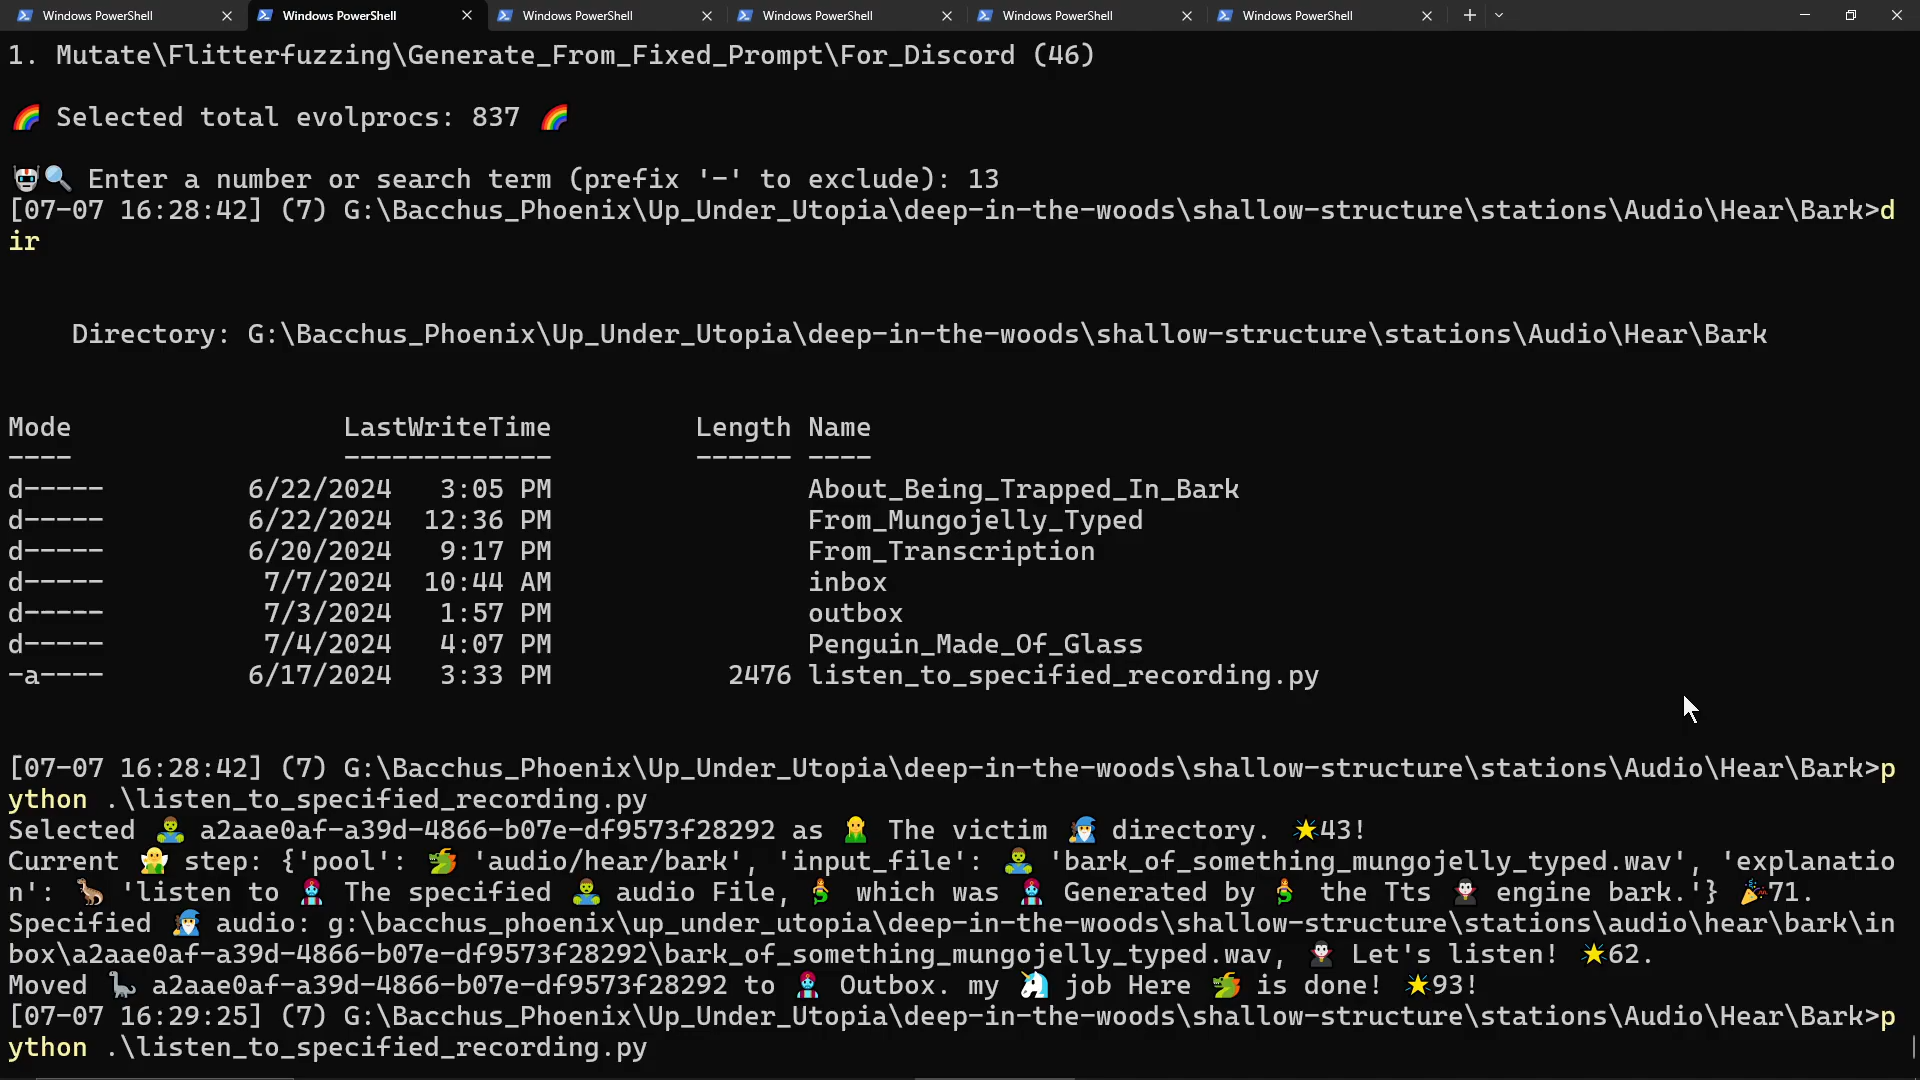 Windows PowerShell Windows PowerShell Windows PowerShell Windows PowerShell Windows PowerShell Windows PowerShell
1. Mutate\Flitterfuzzing\Generate_From_Fixed_Prompt\For_Discord (46)
🌈 Selected total evolprocs: 837 🌈
🤖🔍 Enter a number or search term (prefix '-' to exclude): 13
[07-07 16:28:42] (7) G:\Bacchus_Phoenix\Up_Under_Utopia\deep-in-the-woods\shallow-structure\stations\Audio\Hear\Bark>d
ir
Directory: G:\Bacchus_Phoenix\Up_Under_Utopia\deep-in-the-woods\shallow-structure\stations\Audio\Hear\Bark
Mode LastWriteTime Length Name
---- ------------- ------ ----
d----- 6/22/2024 3:05 PM About_Being_Trapped_In_Bark
d----- 6/22/2024 12:36 PM From_Mungojelly_Typed
d----- 6/20/2024 9:17 PM From_Transcription
d----- 7/7/2024 10:44 AM inbox
d----- 7/3/2024 1:57 PM outbox
d----- 7/4/2024 4:07 PM Penguin_Made_Of_Glass
-a---- 6/17/2024 3:33 PM 2476 listen_to_specified_recording.py
[07-07 16:28:42] (7) G:\Bacchus_Phoenix\Up_Under_Utopia\deep-in-the-woods\shallow-structure\stations\Audio\Hear\Bark>p
ython .\listen_to_specified_recording.py
Selected 🧟‍♂️ a2aae0af-a39d-4866-b07e-df9573f28292 as 🧝‍♀️ The victim 🧙‍♂️ directory. 🌟43!
Current 🧚 step: {'pool': 🐲 'audio/hear/bark', 'input_file': 🧟‍♂️ 'bark_of_something_mungojelly_typed.wav', 'explanatio
n': 🦖 'listen to 🧞 The specified 🧟‍♂️ audio File, 🧜‍♀️ which was 🧞 Generated by 🧜‍♀️ the Tts 🧛 engine bark.'} 🎉71.
Specified 🧙‍♂️ audio: g:\bacchus_phoenix\up_under_utopia\deep-in-the-woods\shallow-structure\stations\audio\hear\bark\in
box\a2aae0af-a39d-4866-b07e-df9573f28292\bark_of_something_mungojelly_typed.wav, 🧛 Let's listen! 🌟62.
Moved 🦕 a2aae0af-a39d-4866-b07e-df9573f28292 to 🧞 Outbox. my 🦄 job Here 🐲 is done! 🌟93!
[07-07 16:29:25] (7) G:\Bacchus_Phoenix\Up_Under_Utopia\deep-in-the-woods\shallow-structure\stations\Audio\Hear\Bark>p
ython .\listen_to_specified_recording.py